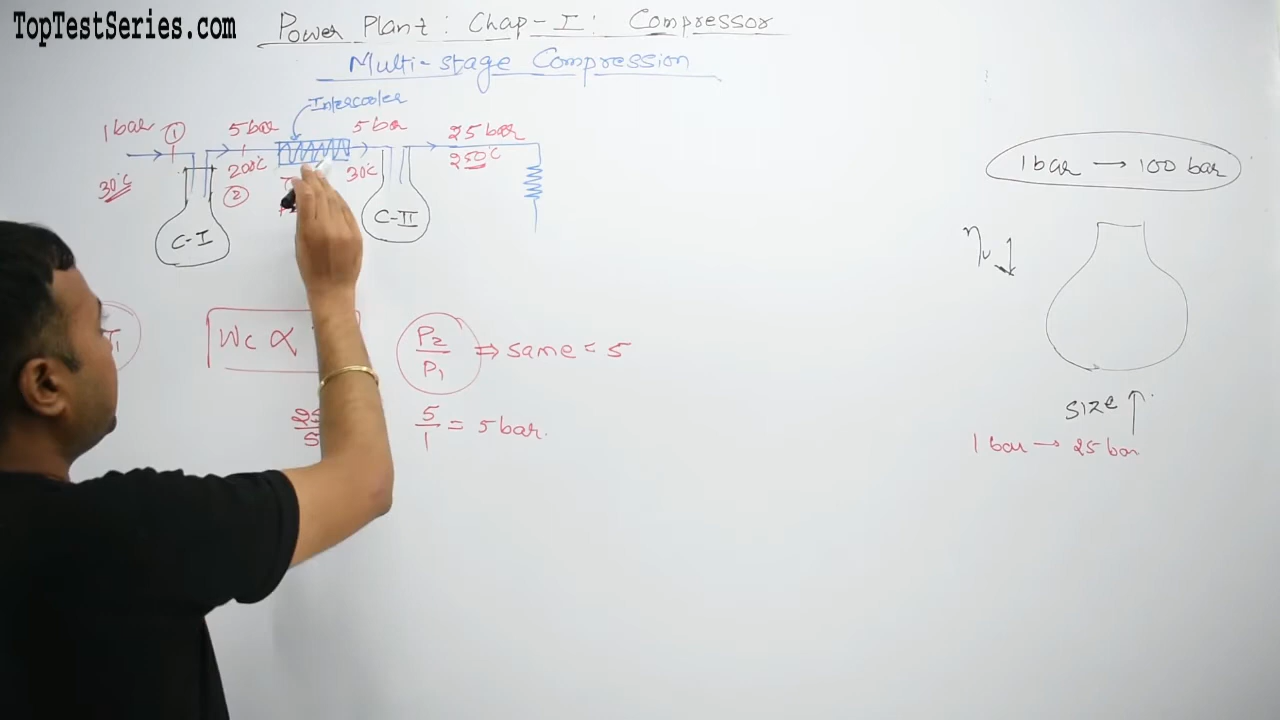 TopTestSeries.com
Power Plant: Chap-I: Compressor
Multi-stage Compression
Intercooler
1 bar ① 5 bar 5 bar 25 bar
30°C 200°C 30°C 250°C
②
C-I C-II
1 bar → 100 bar
ηv ↓
T1
Wc ∝
P2/P1 ⇒ same = 5
5/1 = 5 bar.
size ↑
1 bar → 25 bar